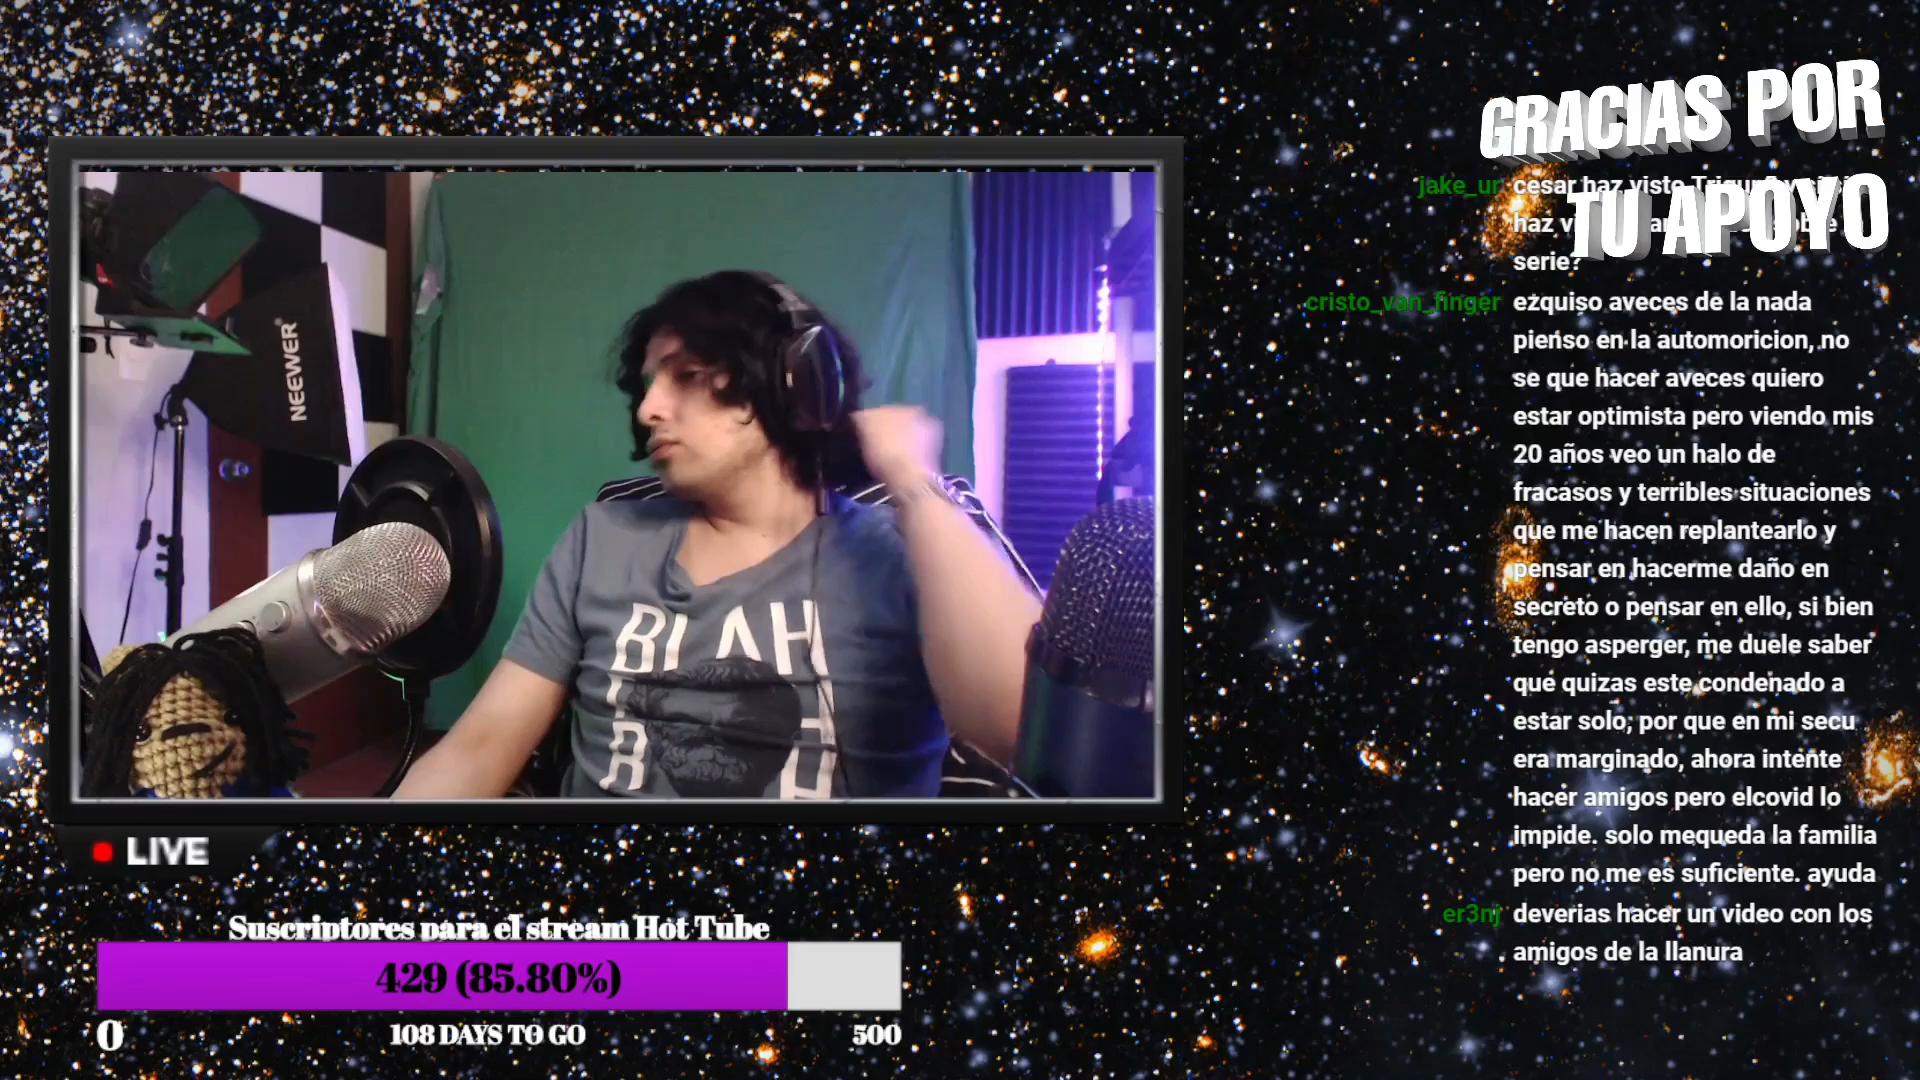 GRACIAS POR
TU APOYO
jake_ur cesar haz visto
haz
serie?
cristo_van_finger ezquiso aveces de la nada
pienso en la automoricion, no
se que hacer aveces quiero
estar optimista pero viendo mis
20 años veo un halo de
fracasos y terribles situaciones
que me hacen replantearlo y
pensar en hacerme daño en
secreto o pensar en ello, si bien
tengo asperger, me duele saber
que quizas este condenado a
estar solo, por que en mi secu
era marginado, ahora intente
hacer amigos pero elcovid lo
impide. solo mequeda la familia
pero no me es suficiente. ayuda
er3nj deverias hacer un video con los
amigos de la llanura
NEEWER®
BLAH
LIVE
Suscriptores para el stream Hot Tube
429 (85.80%)
0 108 DAYS TO GO 500